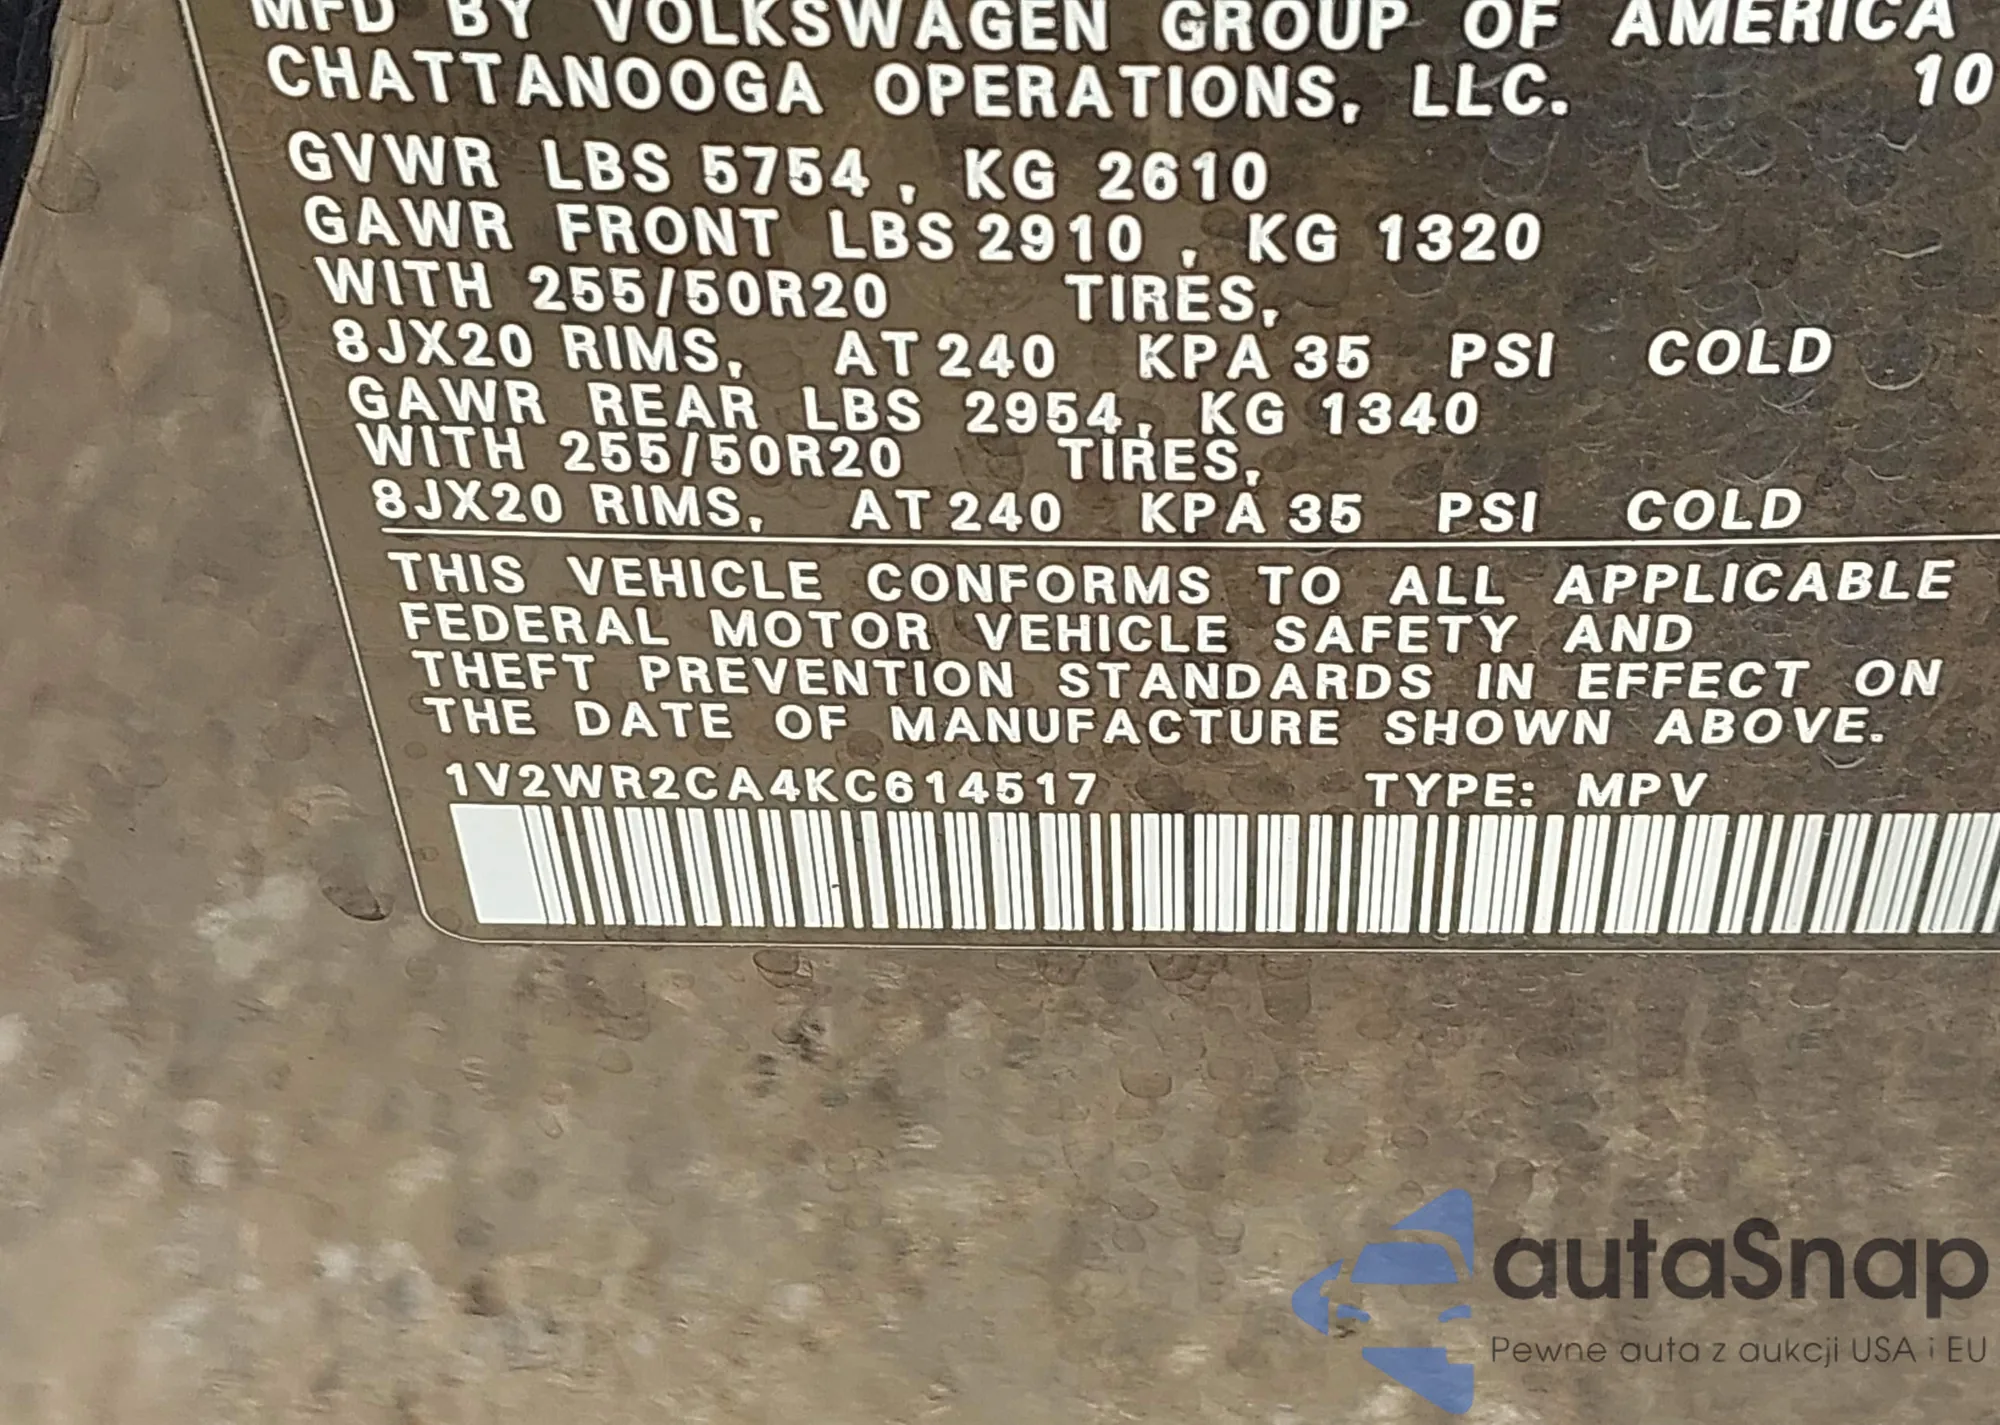 MFD BY VOLKSWAGEN GROUP OF AMERICA
CHATTANOOGA OPERATIONS, LLC. 10
GVWR LBS 5754 , KG 2610
GAWR FRONT LBS 2910 , KG 1320
WITH 255/50R20 TIRES,
8JX20 RIMS, AT 240 KPA 35 PSI COLD
GAWR REAR LBS 2954, KG 1340
WITH 255/50R20 TIRES,
8JX20 RIMS, AT 240 KPA 35 PSI COLD
THIS VEHICLE CONFORMS TO ALL APPLICABLE
FEDERAL MOTOR VEHICLE SAFETY AND
THEFT PREVENTION STANDARDS IN EFFECT ON
THE DATE OF MANUFACTURE SHOWN ABOVE.
1V2WR2CA4KC614517 TYPE: MPV
autaSnap
Pewne auta z aukcji USA i EU